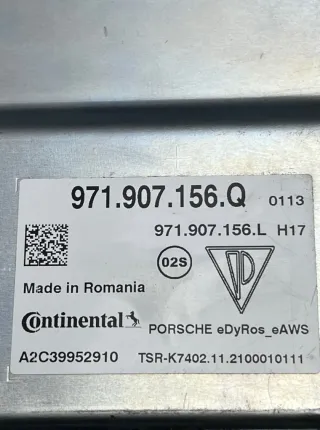 971.907.156.Q 0113
971.907.156.L H17
02S
Made in Romania
Continental
PORSCHE eDyRos_eAWS
A2C39952910 TSR-K7402.11.2100010111